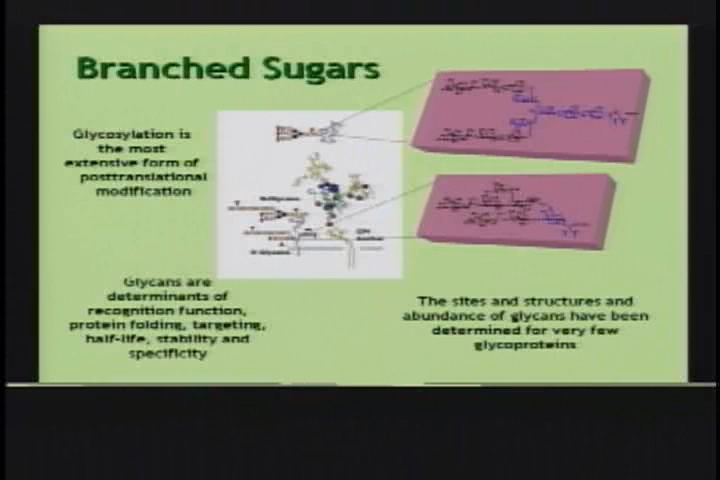 Branched Sugars
Glycosylation is
the most
extensive form of
posttranslational
modification
Glycans are
determinants of
recognition function,
protein folding, targeting,
half-life, stability and
specificity
The sites and structures and
abundance of glycans have been
determined for very few
glycoproteins